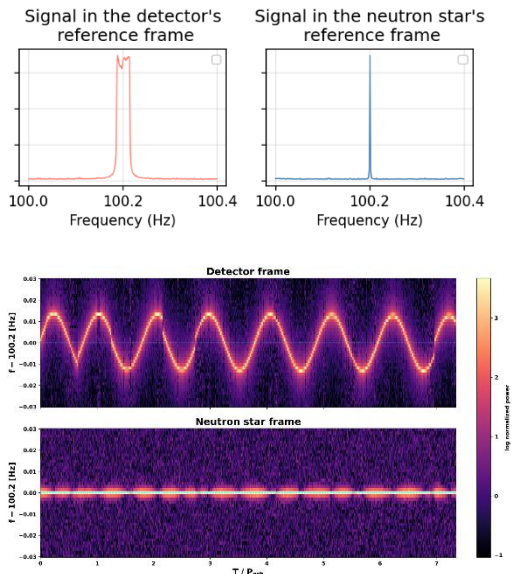 Signal in the detector's
reference frame
Signal in the neutron star's
reference frame
100.0 100.2 100.4
Frequency (Hz)
100.0 100.2 100.4
Frequency (Hz)
Detector frame
0.03
0.02
0.01
0.00
−0.01
−0.02
−0.03
f − 100.2 [Hz]
Neutron star frame
0.03
0.02
0.01
0.00
−0.01
−0.02
−0.03
f − 100.2 [Hz]
0 1 2 3 4 5 6 7
3
2
1
0
−1
log normalized power